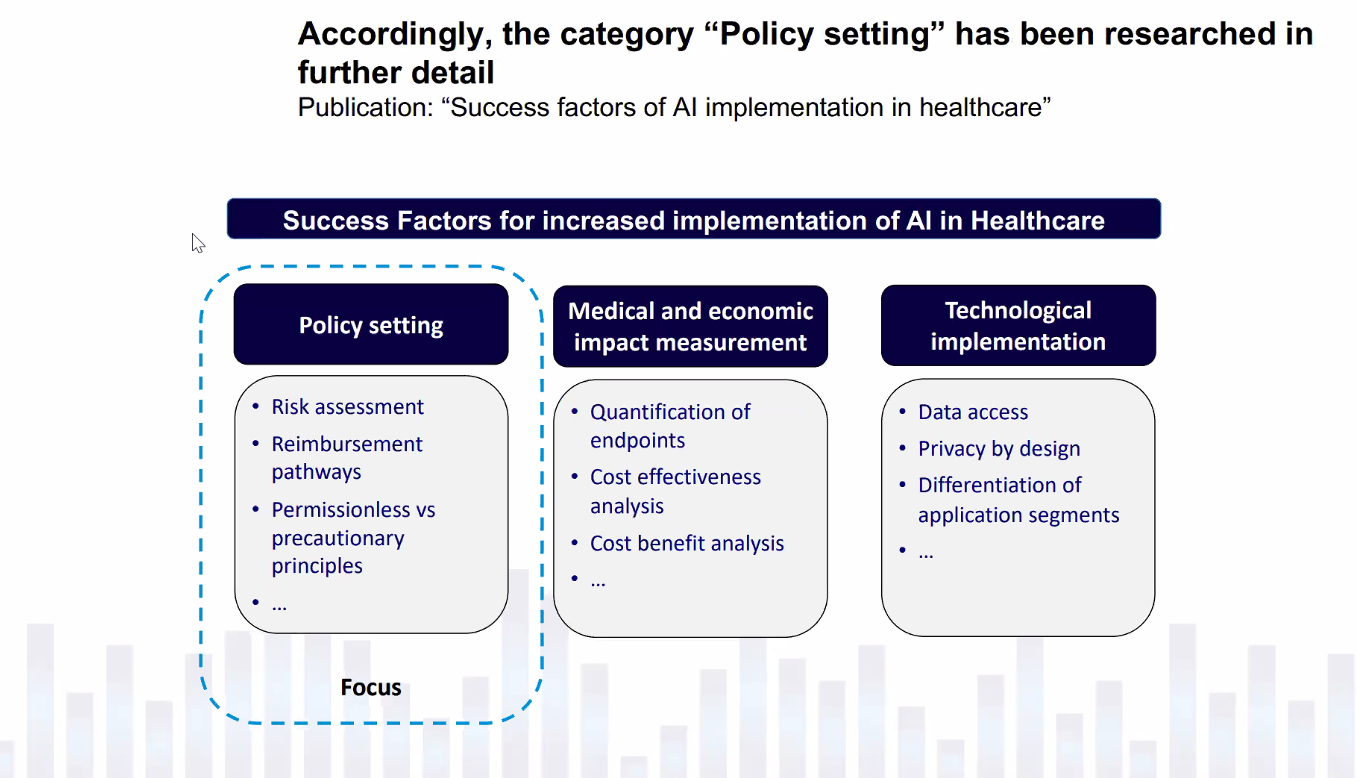 Accordingly, the category “Policy setting” has been researched in
further detail
Publication: “Success factors of AI implementation in healthcare”
Success Factors for increased implementation of AI in Healthcare
Policy setting
• Risk assessment
• Reimbursement
pathways
• Permissionless vs
precautionary
principles
• ...
Focus
Medical and economic
impact measurement
• Quantification of
endpoints
• Cost effectiveness
analysis
• Cost benefit analysis
• ...
Technological
implementation
• Data access
• Privacy by design
• Differentiation of
application segments
• ...